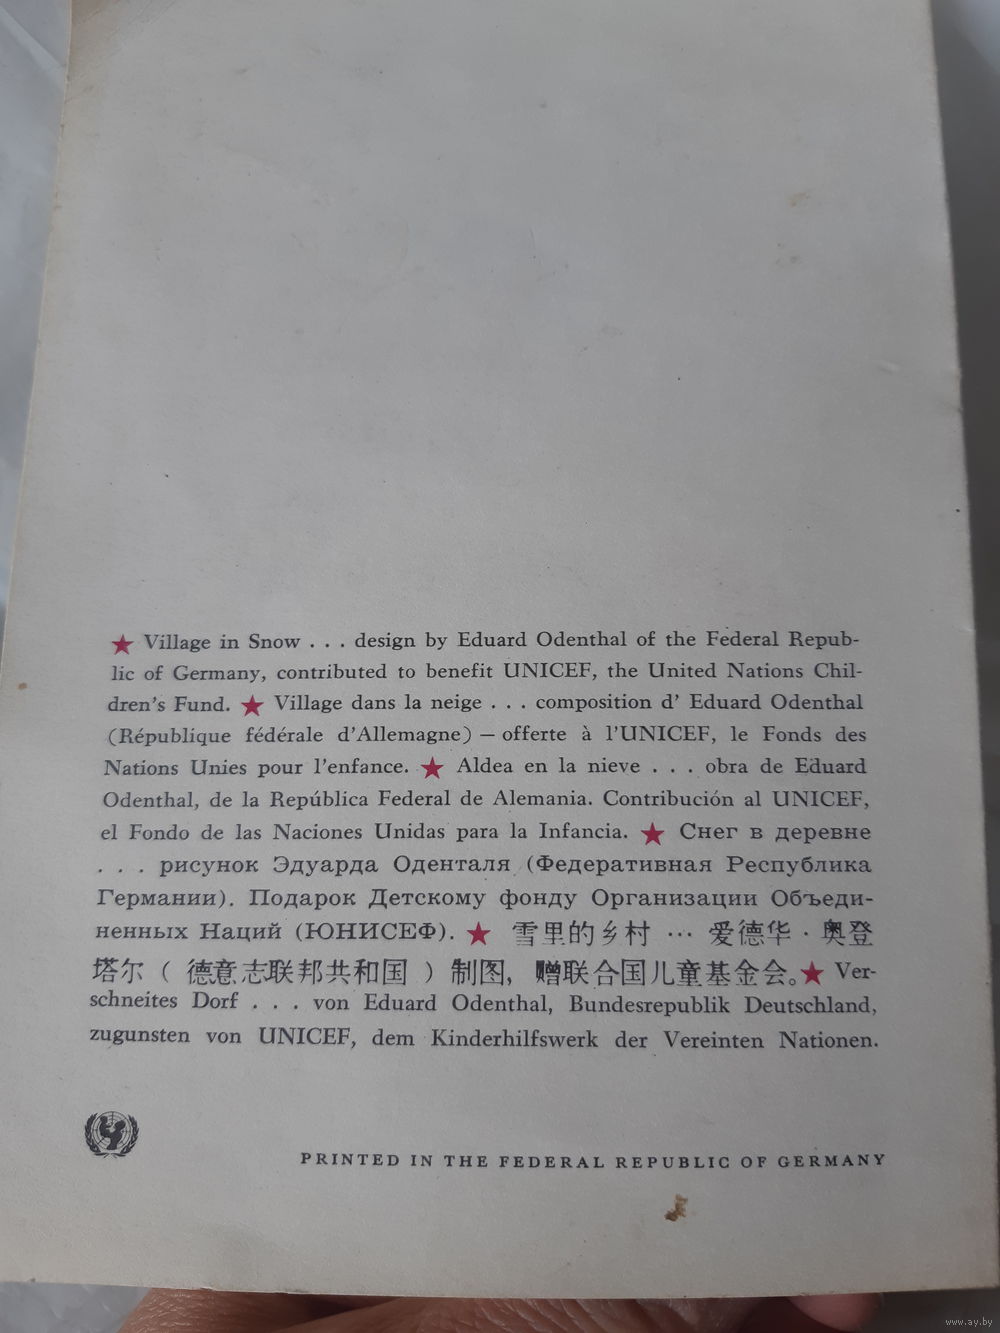 ★ Village in Snow . . . design by Eduard Odenthal of the Federal Repub-
lic of Germany, contributed to benefit UNICEF, the United Nations Chil-
dren's Fund. ★ Village dans la neige . . . composition d' Eduard Odenthal
(République fédérale d'Allemagne) – offerte à l'UNICEF, le Fonds des
Nations Unies pour l'enfance. ★ Aldea en la nieve . . . obra de Eduard
Odenthal, de la República Federal de Alemania. Contribución al UNICEF,
el Fondo de las Naciones Unidas para la Infancia. ★ Снег в деревне
. . . рисунок Эдуарда Оденталя (Федеративная Республика
Германии). Подарок Детскому фонду Организации Объеди-
ненных Наций (ЮНИСЕФ). ★ 雪里的乡村 ··· 爱德华 · 奥登
塔尔 ( 德意志联邦共和国 ) 制图, 赠联合国儿童基金会。★ Ver-
schneites Dorf . . . von Eduard Odenthal, Bundesrepublik Deutschland,
zugunsten von UNICEF, dem Kinderhilfswerk der Vereinten Nationen.
PRINTED IN THE FEDERAL REPUBLIC OF GERMANY
www.ay.by